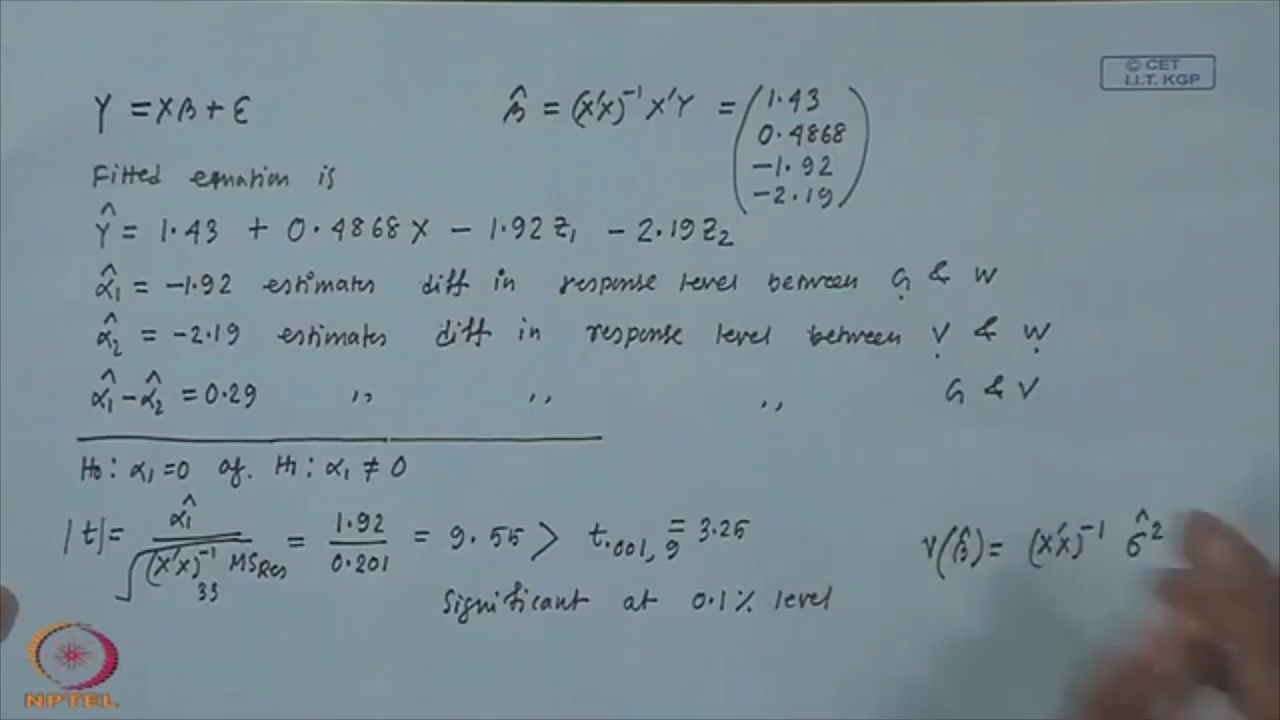 © CET
I.I.T. KGP
Y = Xβ + ε
β̂ = (X'X)⁻¹ X'Y = (1.43
0.4868
-1.92
-2.19)
Fitted equation is
Ŷ = 1.43 + 0.4868 X - 1.92 Z₁ - 2.19 Z₂
α̂₁ = -1.92 estimates diff in response level between G & W
α̂₂ = -2.19 estimates diff in response level between V & W
α̂₁ - α̂₂ = 0.29 ,, ,, ,, G & V
H₀ : α₁ = 0 ag. H₁ : α₁ ≠ 0
|t| = α̂₁ / √((X'X)⁻¹₃₃ MS_Res) = 1.92 / 0.201 = 9.55 > t.001, 9 = 3.25
V(β̂) = (X'X)⁻¹ σ̂²
Significant at 0.1% level
NPTEL